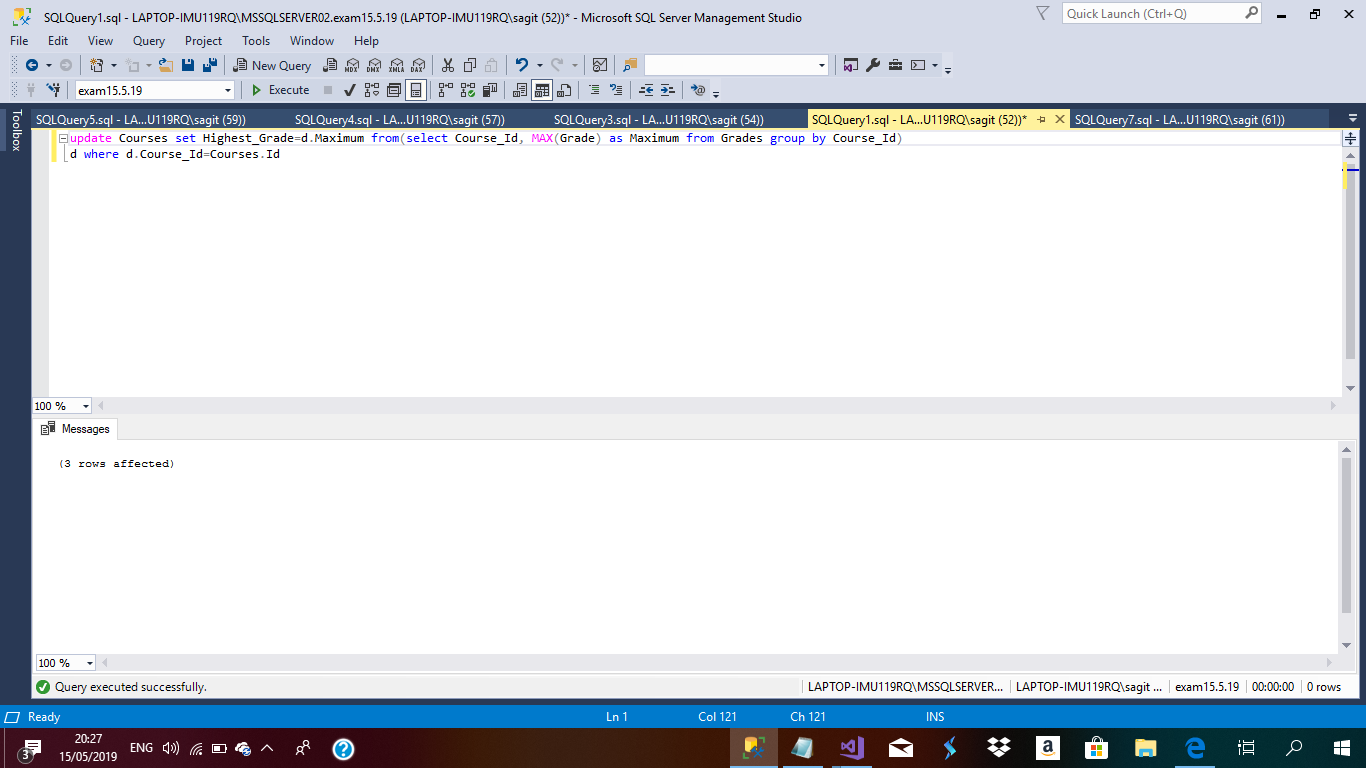 SQLQuery1.sql - LAPTOP-IMU119RQ\MSSQLSERVER02.exam15.5.19 (LAPTOP-IMU119RQ\sagit (52))* - Microsoft SQL Server Management Studio
Quick Launch (Ctrl+Q)
File Edit View Query Project Tools Window Help
New Query MDX DMX XMLA DAX
exam15.5.19 Execute
Toolbox
SQLQuery5.sql - LA...U119RQ\sagit (59)) SQLQuery4.sql - LA...U119RQ\sagit (57)) SQLQuery3.sql - LA...U119RQ\sagit (54)) SQLQuery1.sql - LA...U119RQ\sagit (52))* SQLQuery7.sql - LA...U119RQ\sagit (61))
update Courses set Highest_Grade=d.Maximum from(select Course_Id, MAX(Grade) as Maximum from Grades group by Course_Id)
d where d.Course_Id=Courses.Id
100 %
Messages
(3 rows affected)
100 %
Query executed successfully. LAPTOP-IMU119RQ\MSSQLSERVER... LAPTOP-IMU119RQ\sagit ... exam15.5.19 00:00:00 0 rows
Ready Ln 1 Col 121 Ch 121 INS
3 20:27 ENG
15/05/2019